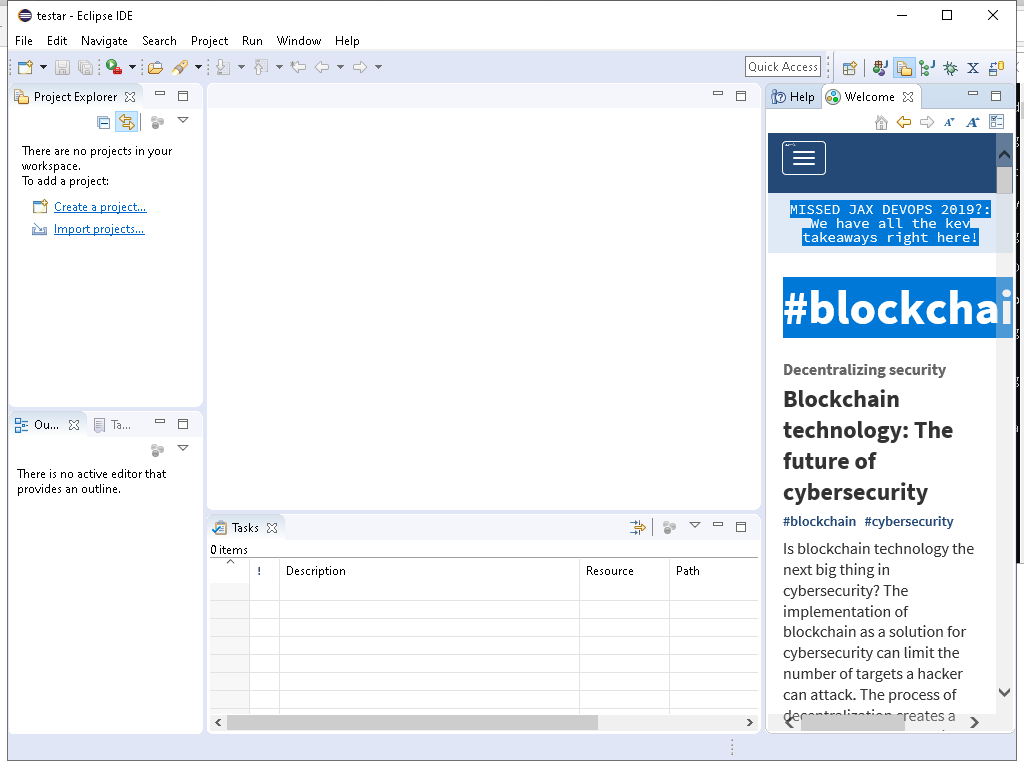 testar - Eclipse IDE
File Edit Navigate Search Project Run Window Help
Quick Access
Project Explorer
There are no projects in your
workspace.
To add a project:
Create a project...
Import projects...
Ou... Ta...
There is no active editor that
provides an outline.
Tasks
0 items
! Description Resource Path
Help Welcome
MISSED JAX DEVOPS 2019?:
We have all the key
takeaways right here!
#blockchai
Decentralizing security
Blockchain
technology: The
future of
cybersecurity
#blockchain #cybersecurity
Is blockchain technology the
next big thing in
cybersecurity? The
implementation of
blockchain as a solution for
cybersecurity can limit the
number of targets a hacker
can attack. The process of
decentralization creates a